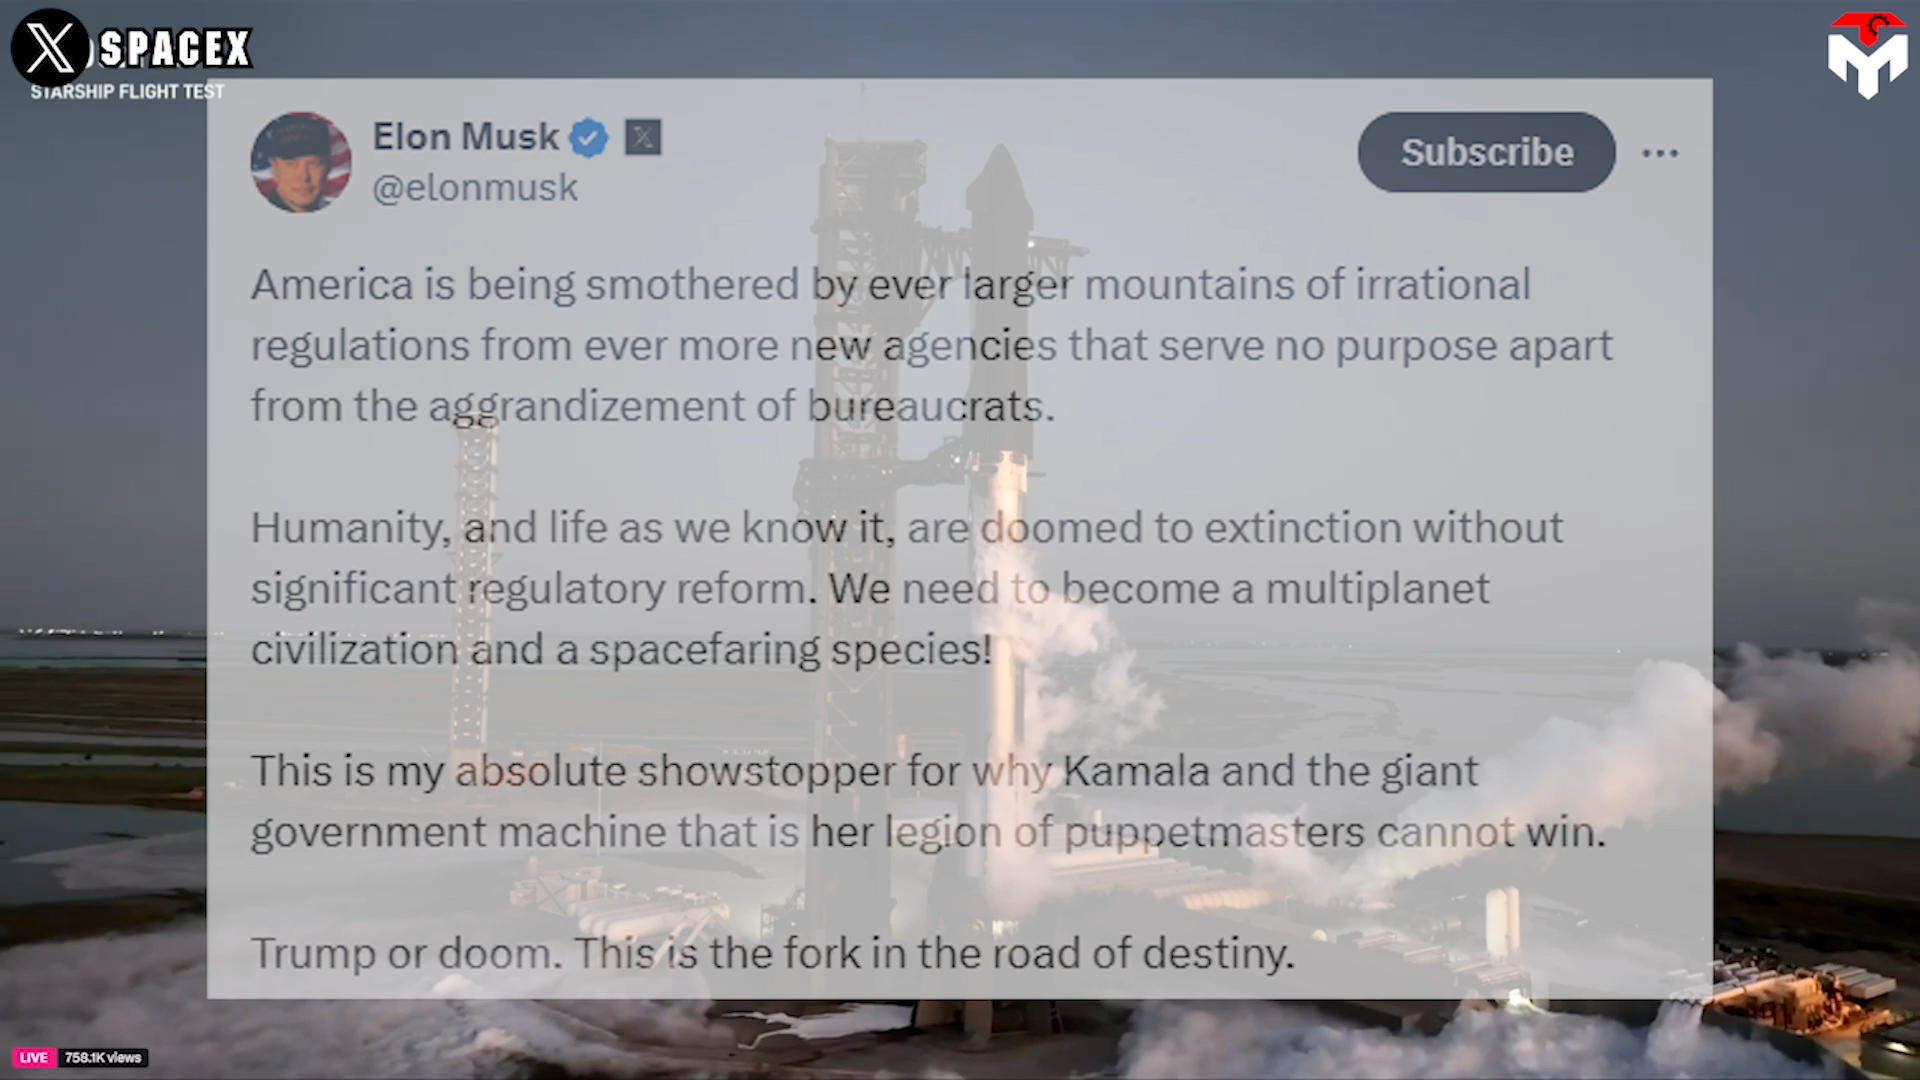 SPACEX
STARSHIP FLIGHT TEST
Elon Musk
@elonmusk
Subscribe
America is being smothered by ever larger mountains of irrational
regulations from ever more new agencies that serve no purpose apart
from the aggrandizement of bureaucrats.
Humanity, and life as we know it, are doomed to extinction without
significant regulatory reform. We need to become a multiplanet
civilization and a spacefaring species!
This is my absolute showstopper for why Kamala and the giant
government machine that is her legion of puppetmasters cannot win.
Trump or doom. This is the fork in the road of destiny.
LIVE 758.1K views